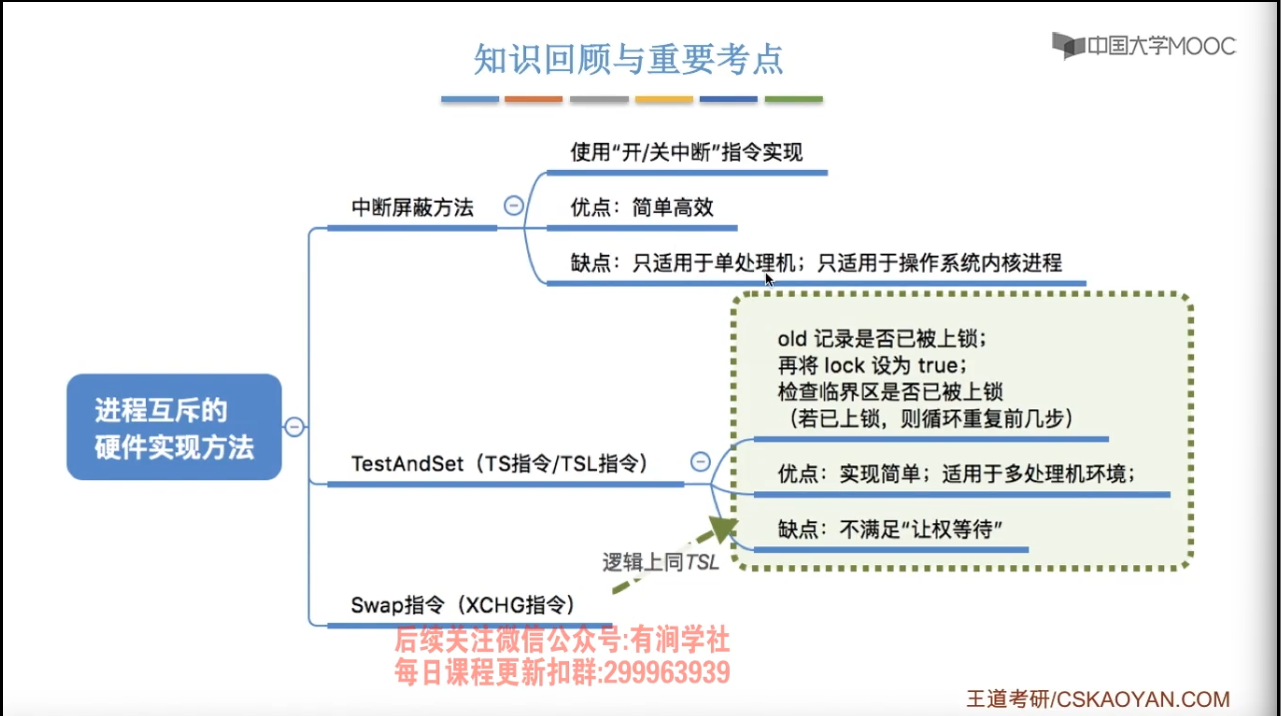 知识回顾与重要考点
中国大学MOOC
使用“开/关中断”指令实现
中断屏蔽方法
优点：简单高效
缺点：只适用于单处理机；只适用于操作系统内核进程
old 记录是否已被上锁；
再将 lock 设为 true；
检查临界区是否已被上锁
（若已上锁，则循环重复前几步）
进程互斥的
硬件实现方法
TestAndSet（TS指令/TSL指令）
优点：实现简单；适用于多处理机环境；
缺点：不满足“让权等待”
逻辑上同TSL
Swap指令（XCHG指令）
后续关注微信公众号:有涧学社
每日课程更新扣群:299963939
王道考研/CSKAOYAN.COM